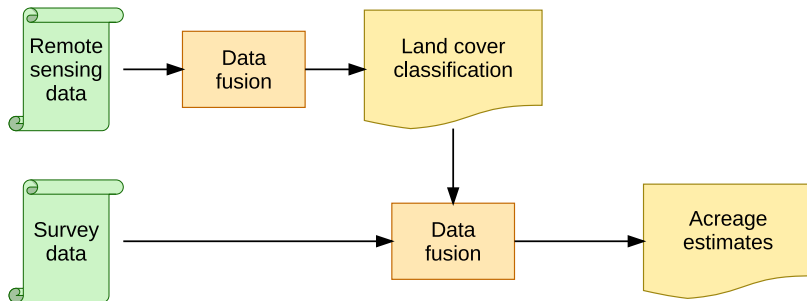 Remote
sensing
data
Data
fusion
Land cover
classification
Survey
data
Data
fusion
Acreage
estimates